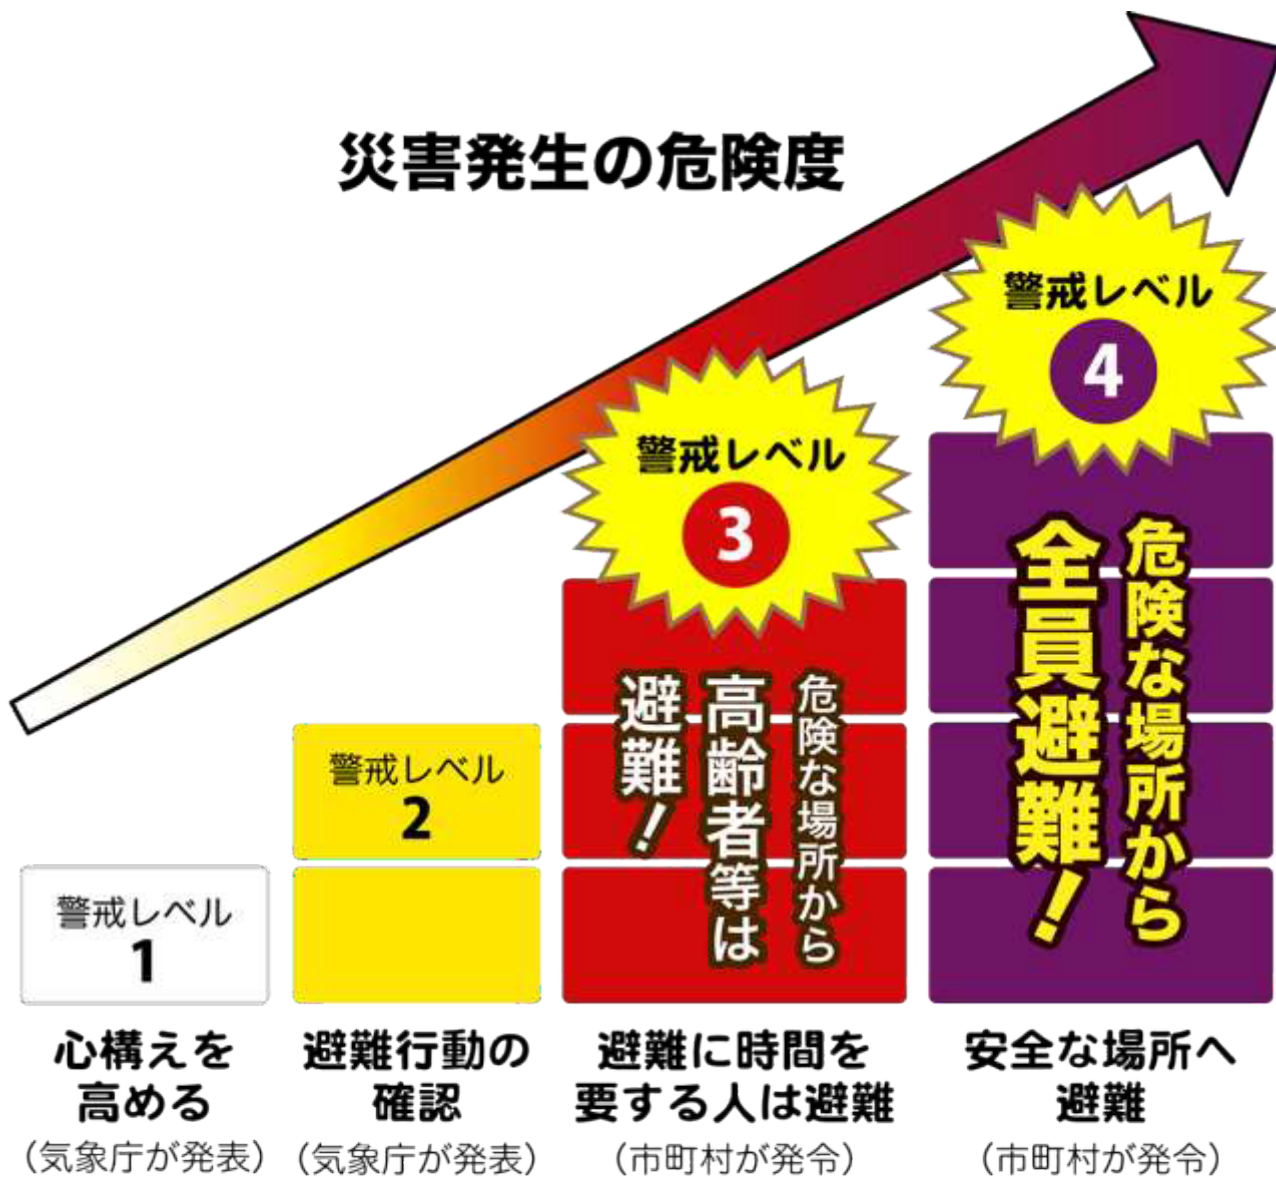 災害発生の危険度
警戒レベル
1
心構えを
高める
(気象庁が発表)
警戒レベル
2
避難行動の
確認
(気象庁が発表)
警戒レベル
3
危険な場所から
高齢者等は
避難!
避難に時間を
要する人は避難
(市町村が発令)
警戒レベル
4
危険な場所から
全員避難!
安全な場所へ
避難
(市町村が発令)